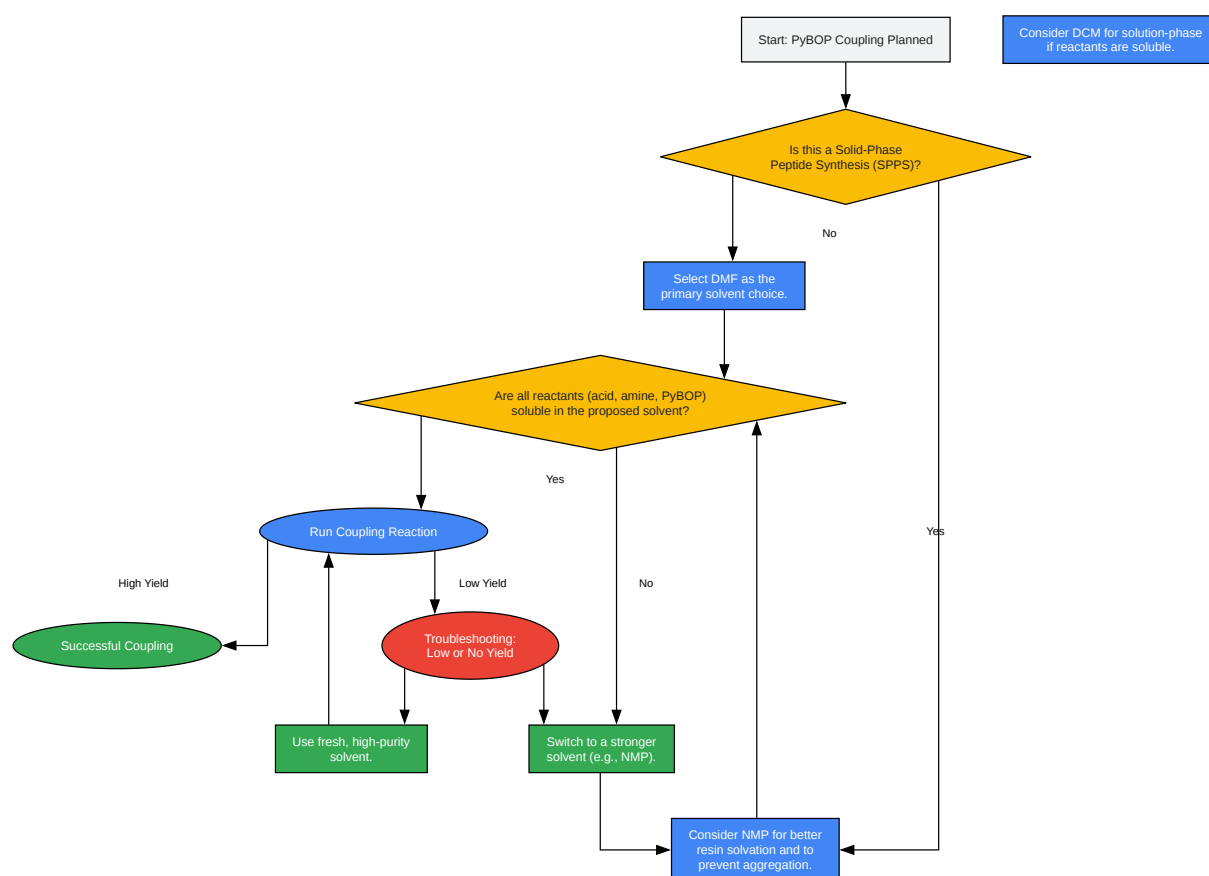 Start: PyBOP Coupling Planned
Consider DCM for solution-phase
if reactants are soluble.
Is this a Solid-Phase
Peptide Synthesis (SPPS)?
No
Select DMF as the
primary solvent choice.
Are all reactants (acid, amine, PyBOP)
soluble in the proposed solvent?
Yes
Run Coupling Reaction
Yes
High Yield
Low Yield
No
Successful Coupling
Troubleshooting:
Low or No Yield
Use fresh, high-purity
solvent.
Switch to a stronger
solvent (e.g., NMP).
Consider NMP for better
resin solvation and to
prevent aggregation.